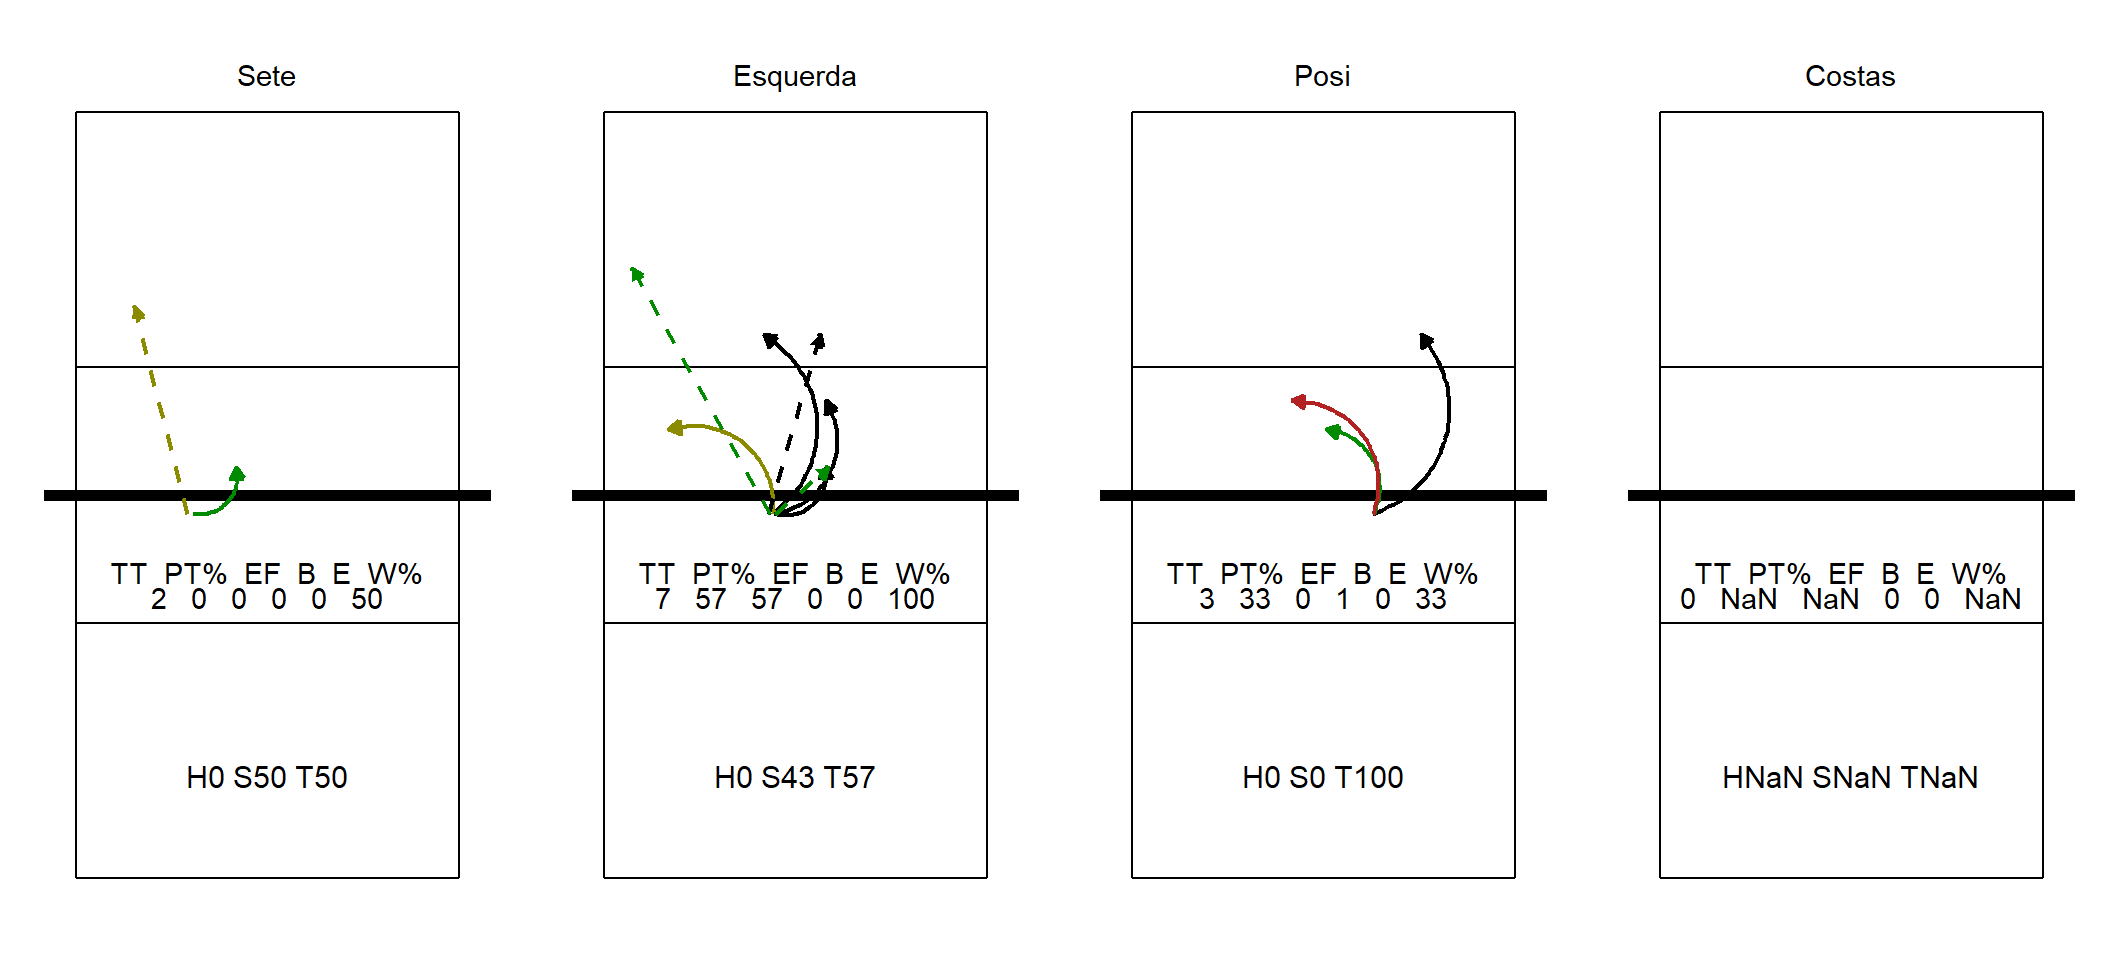 Sete
TT PT% EF B E W%
2 0 0 0 0 50
H0 S50 T50
Esquerda
TT PT% EF B E W%
7 57 57 0 0 100
H0 S43 T57
Posi
TT PT% EF B E W%
3 33 0 1 0 33
H0 S0 T100
Costas
TT PT% EF B E W%
0 NaN NaN 0 0 NaN
HNaN SNaN TNaN